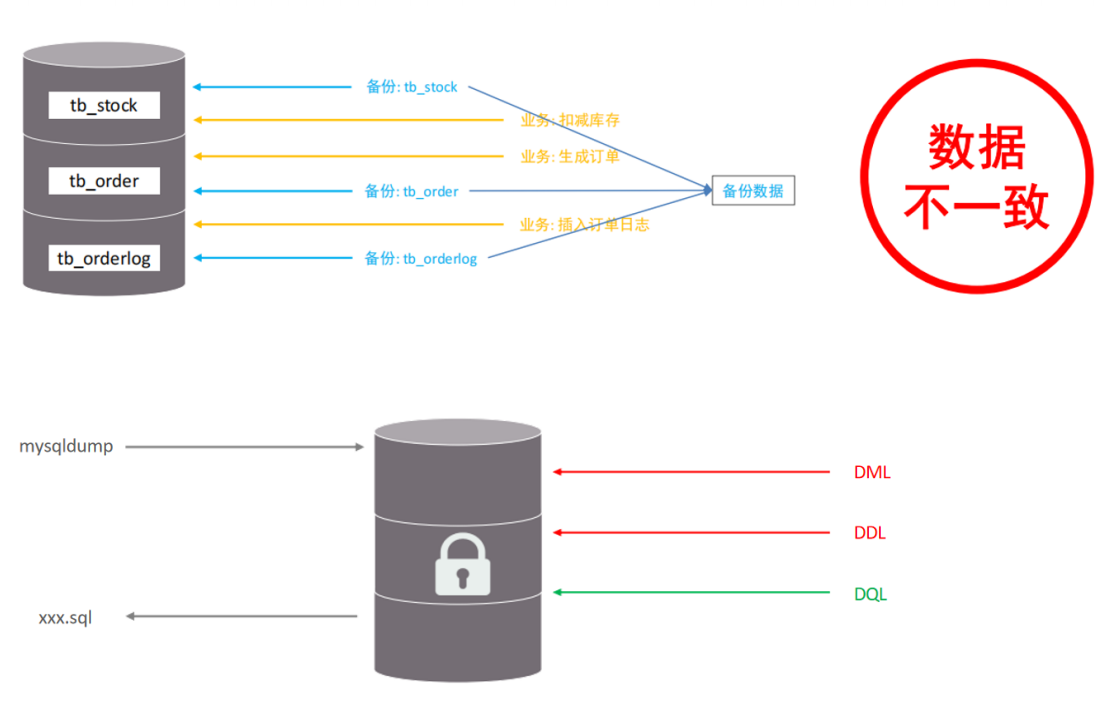 tb_stock
备份: tb_stock
业务: 扣减库存
业务: 生成订单
tb_order
备份: tb_order
备份数据
业务: 插入订单日志
tb_orderlog
备份: tb_orderlog
数据
不一致
mysqldump
DML
DDL
DQL
xxx.sql